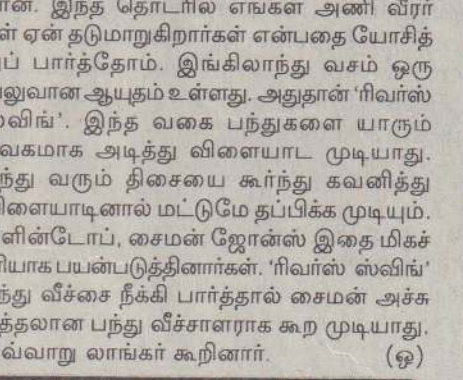 ான். இந்த தொடரில் எங்கள் அணி வீரர்
ள் ஏன் தடுமாறுகிறார்கள் என்பதை யோசித்
துப் பார்த்தோம். இங்கிலாந்து வசம் ஒரு
லுவான ஆயுதம் உள்ளது. அதுதான் 'ரிவர்ஸ்
ஸ்விங்'. இந்த வகை பந்துகளை யாரும்
வகமாக அடித்து விளையாட முடியாது.
ந்து வரும் திசையை கூர்ந்து கவனித்து
ிளையாடினால் மட்டுமே தப்பிக்க முடியும்.
ளின்டோப், சைமன் ஜோன்ஸ் இதை மிகச்
ரியாக பயன்படுத்தினார்கள். 'ரிவர்ஸ் ஸ்விங்'
ந்து வீச்சை நீக்கி பார்த்தால் சைமன் அச்சு
த்தலான பந்து வீச்சாளராக கூற முடியாது.
வ்வாறு லாங்கர் கூறினார். (ஒ)